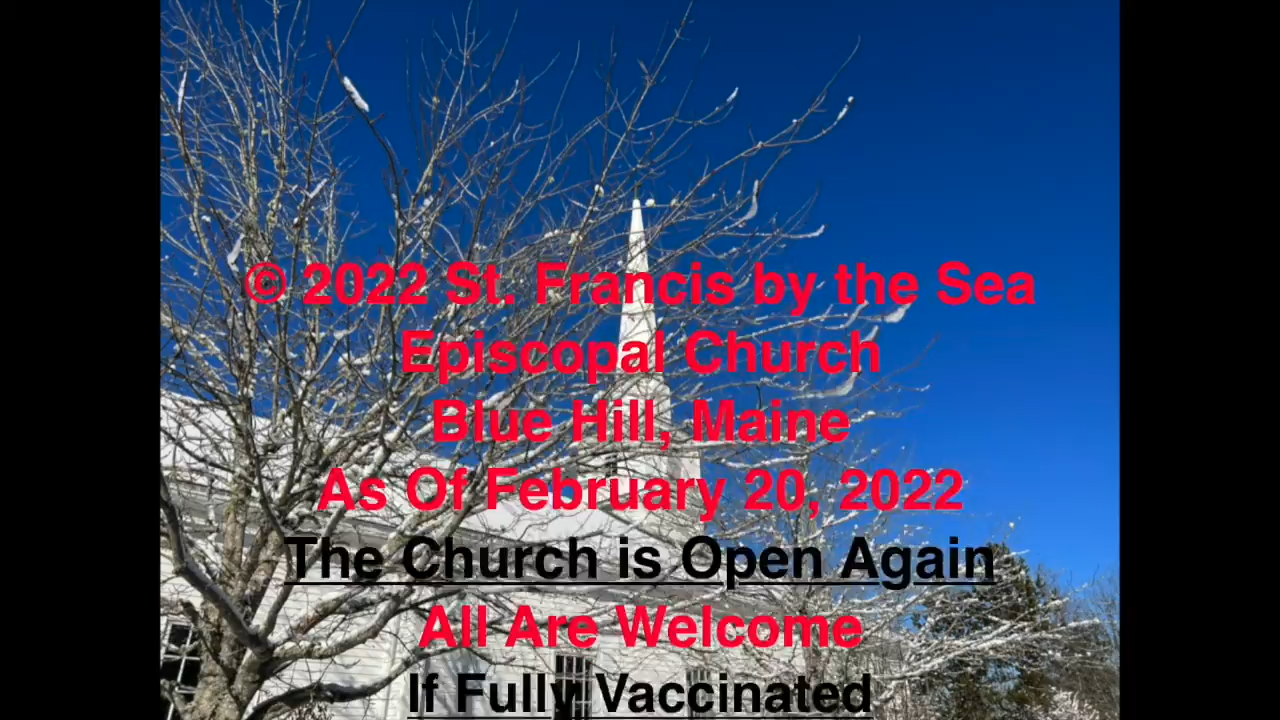 © 2022 St. Francis by the Sea
Episcopal Church
Blue Hill, Maine
As Of February 20, 2022
The Church is Open Again
All Are Welcome
If Fully Vaccinated